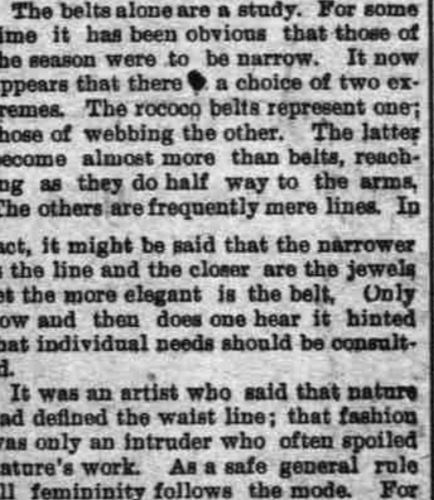 The belts alone are a study. For some
ime it has been obvious that those of
he season were to be narrow. It now
ppears that there a choice of two ex-
remes. The rococo belts represent one;
hose of webbing the other. The latter
ecome almost more than belts, reach-
ng as they do half way to the arms,
The others are frequently mere lines. In
act, it might be said that the narrower
s the line and the closer are the jewels
et the more elegant is the belt, Only
ow and then does one hear it hinted
hat individual needs should be consult-
d.
It was an artist who said that nature
ad defined the waist line; that fashion
was only an intruder who often spoiled
ature's work. As a safe general rule
ll femininity follows the mode. For